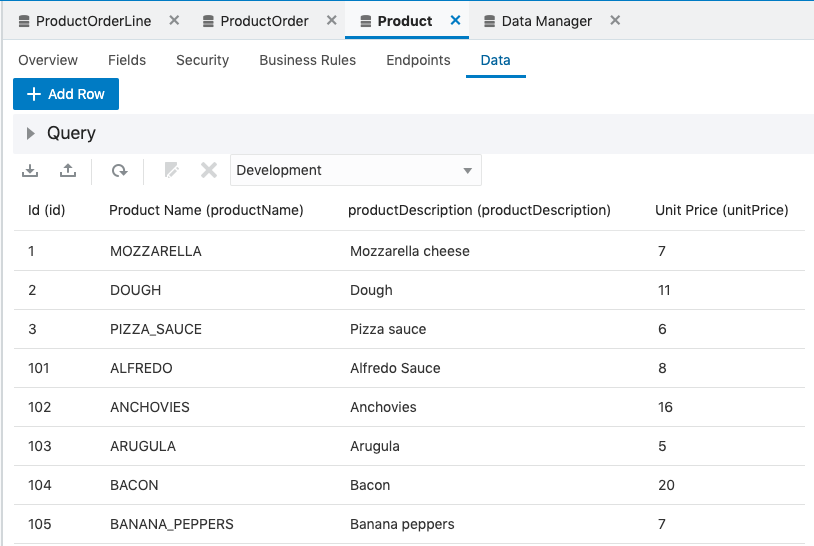 ProductOrderLine ProductOrder Product Data Manager
Overview Fields Security Business Rules Endpoints Data
Add Row
Query
Development
Id (id) Product Name (productName) productDescription (productDescription) Unit Price (unitPrice)
1 MOZZARELLA Mozzarella cheese 7
2 DOUGH Dough 11
3 PIZZA_SAUCE Pizza sauce 6
101 ALFREDO Alfredo Sauce 8
102 ANCHOVIES Anchovies 16
103 ARUGULA Arugula 5
104 BACON Bacon 20
105 BANANA_PEPPERS Banana peppers 7